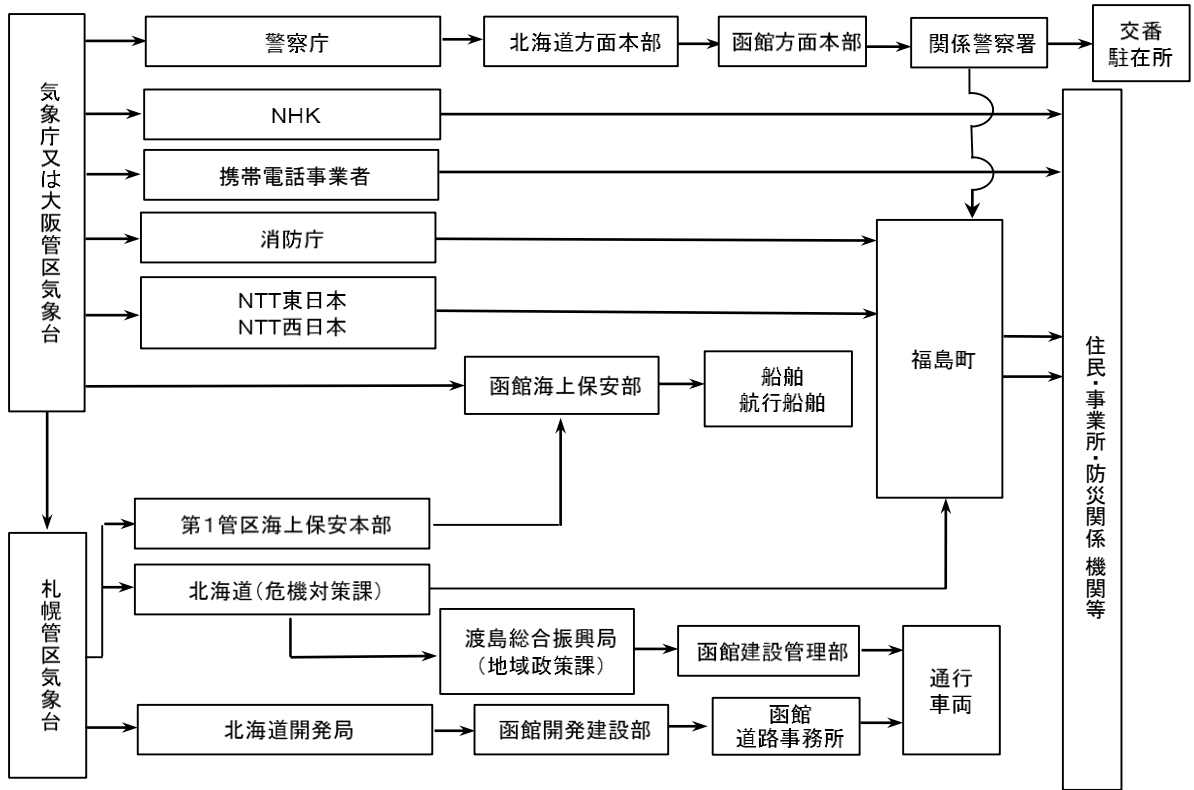 気象庁又は大阪管区気象台
警察庁
北海道方面本部
函館方面本部
関係警察署
交番
駐在所
NHK
携帯電話事業者
消防庁
NTT東日本
NTT西日本
函館海上保安部
船舶
航行船舶
福島町
住民・事業所・防災関係 機関等
札幌管区気象台
第1管区海上保安本部
北海道(危機対策課)
渡島総合振興局
(地域政策課)
函館建設管理部
通行
車両
北海道開発局
函館開発建設部
函館
道路事務所